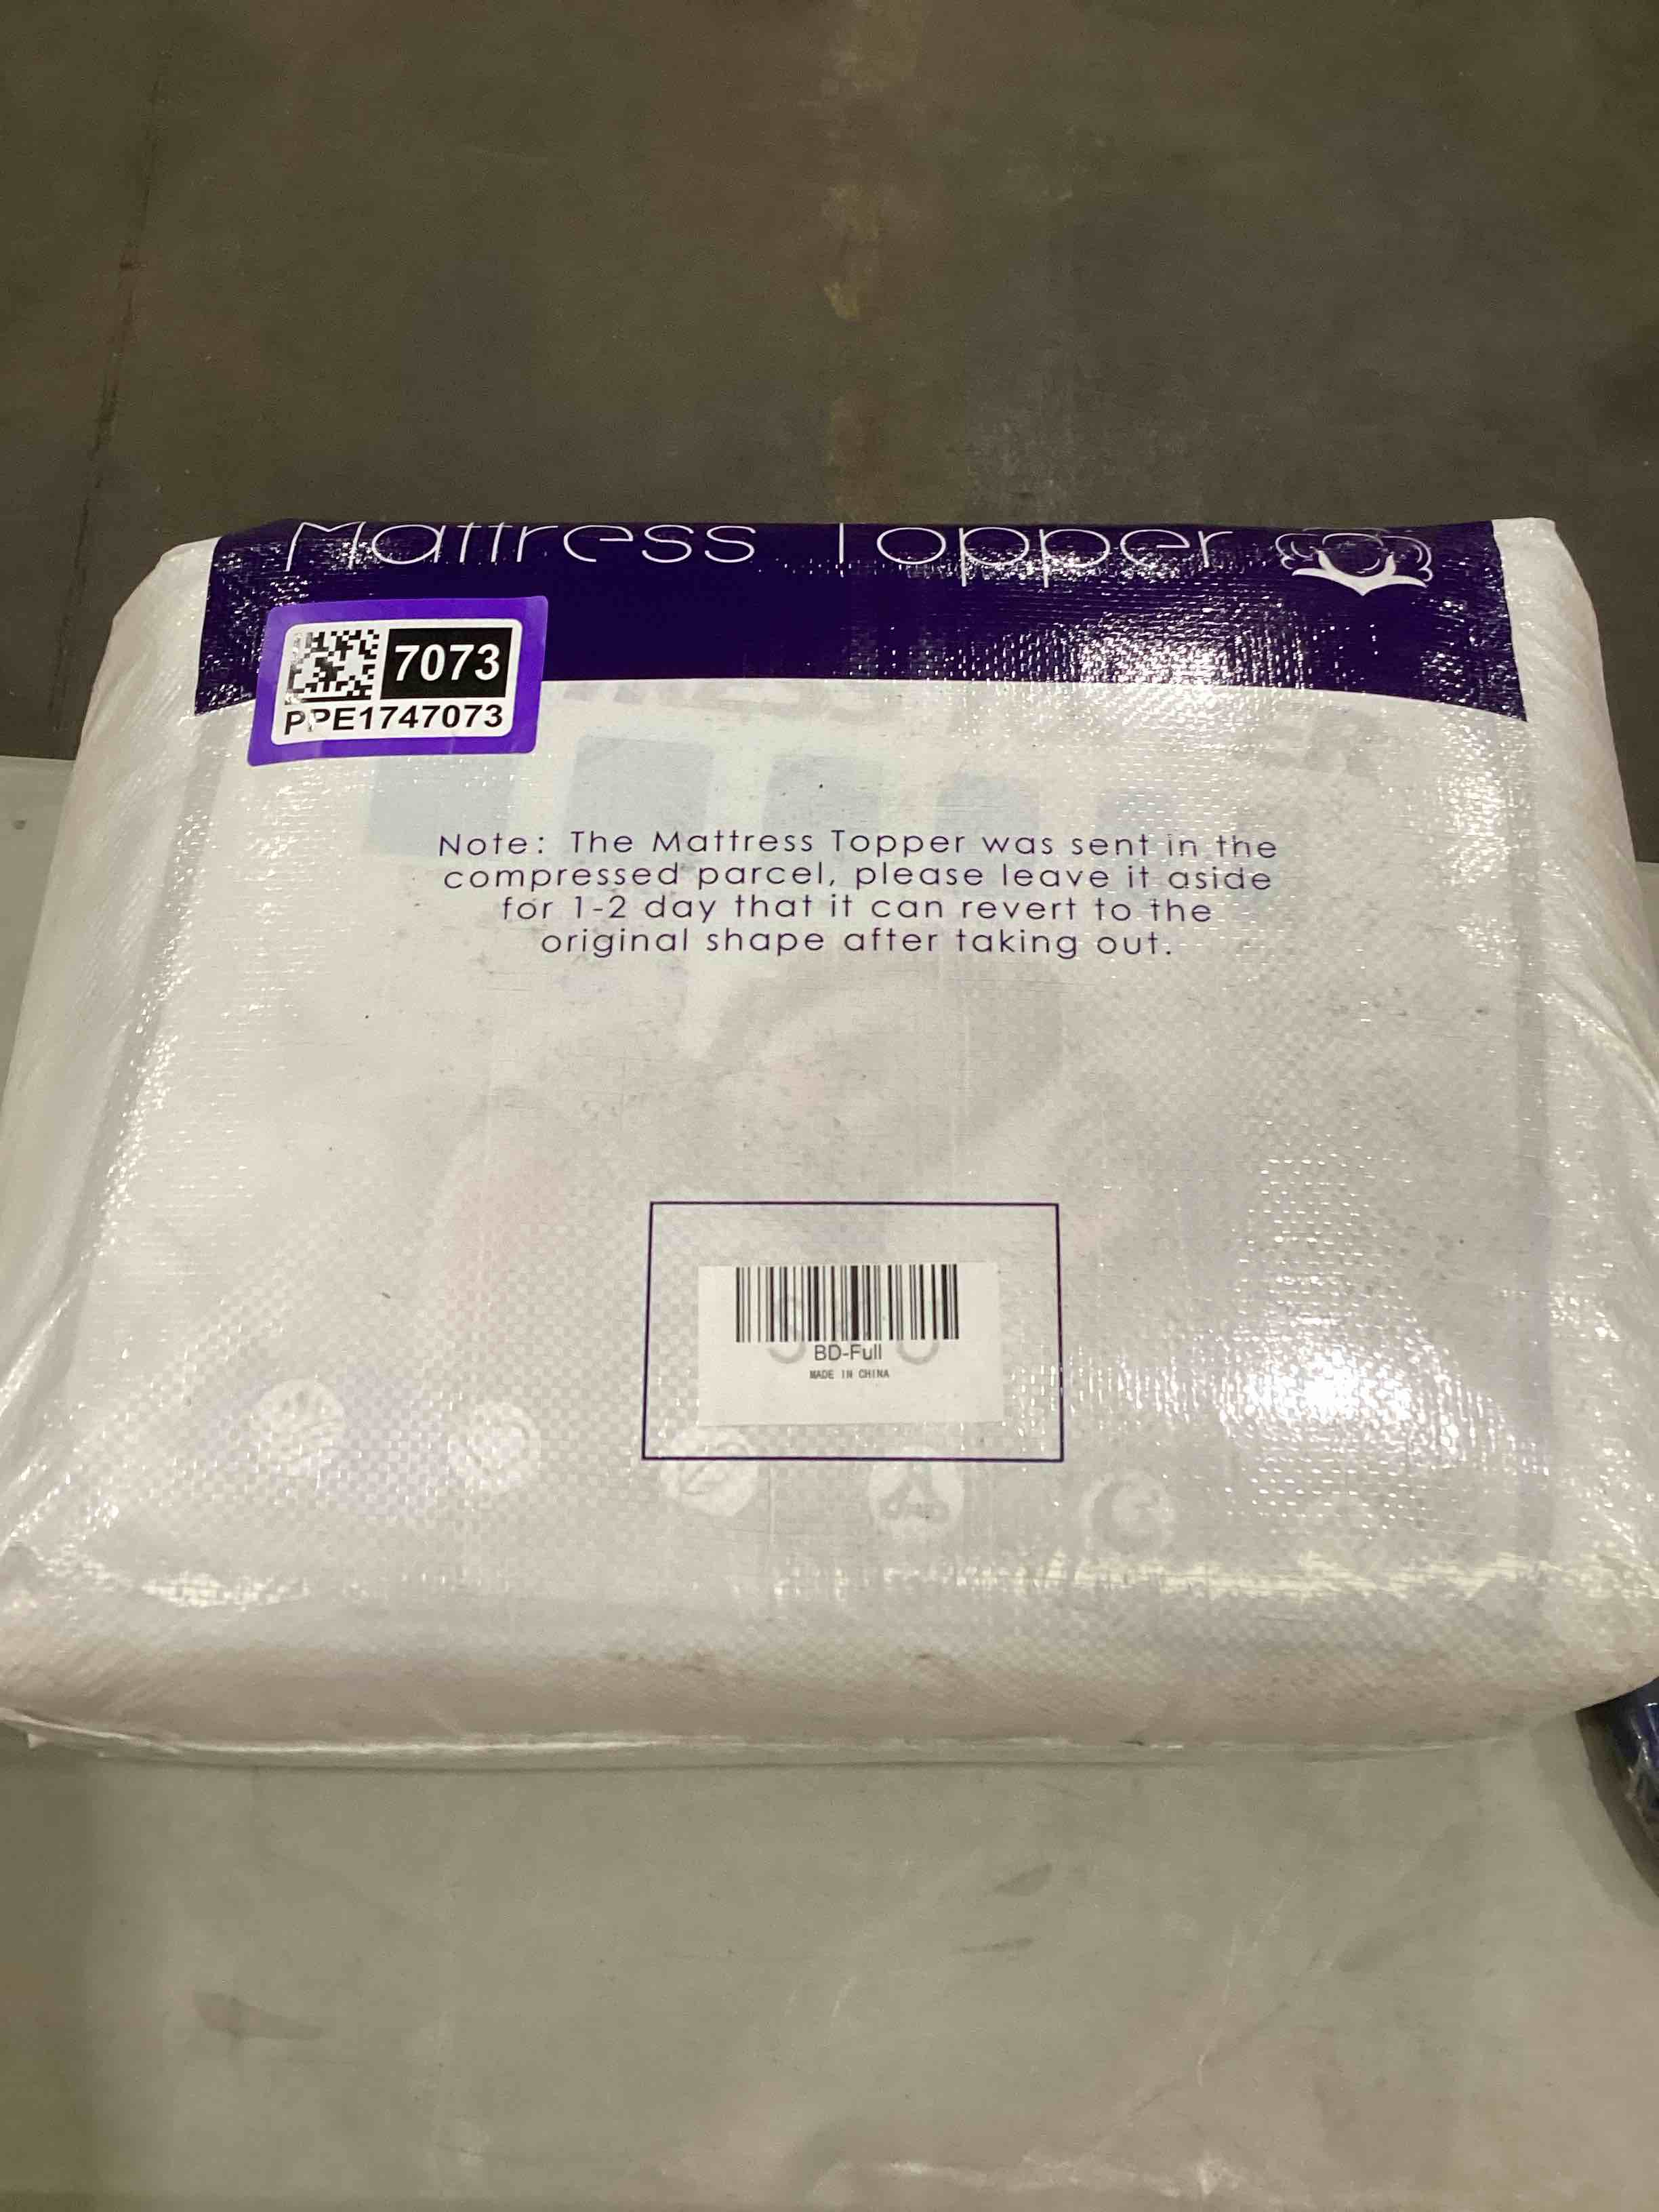 Mattress Topper
7073
PPE1747073
Note: The Mattress Topper was sent in the
compressed parcel, please leave it aside
for 1-2 day that it can revert to the
original shape after taking out.
BD-Full
MADE IN CHINA